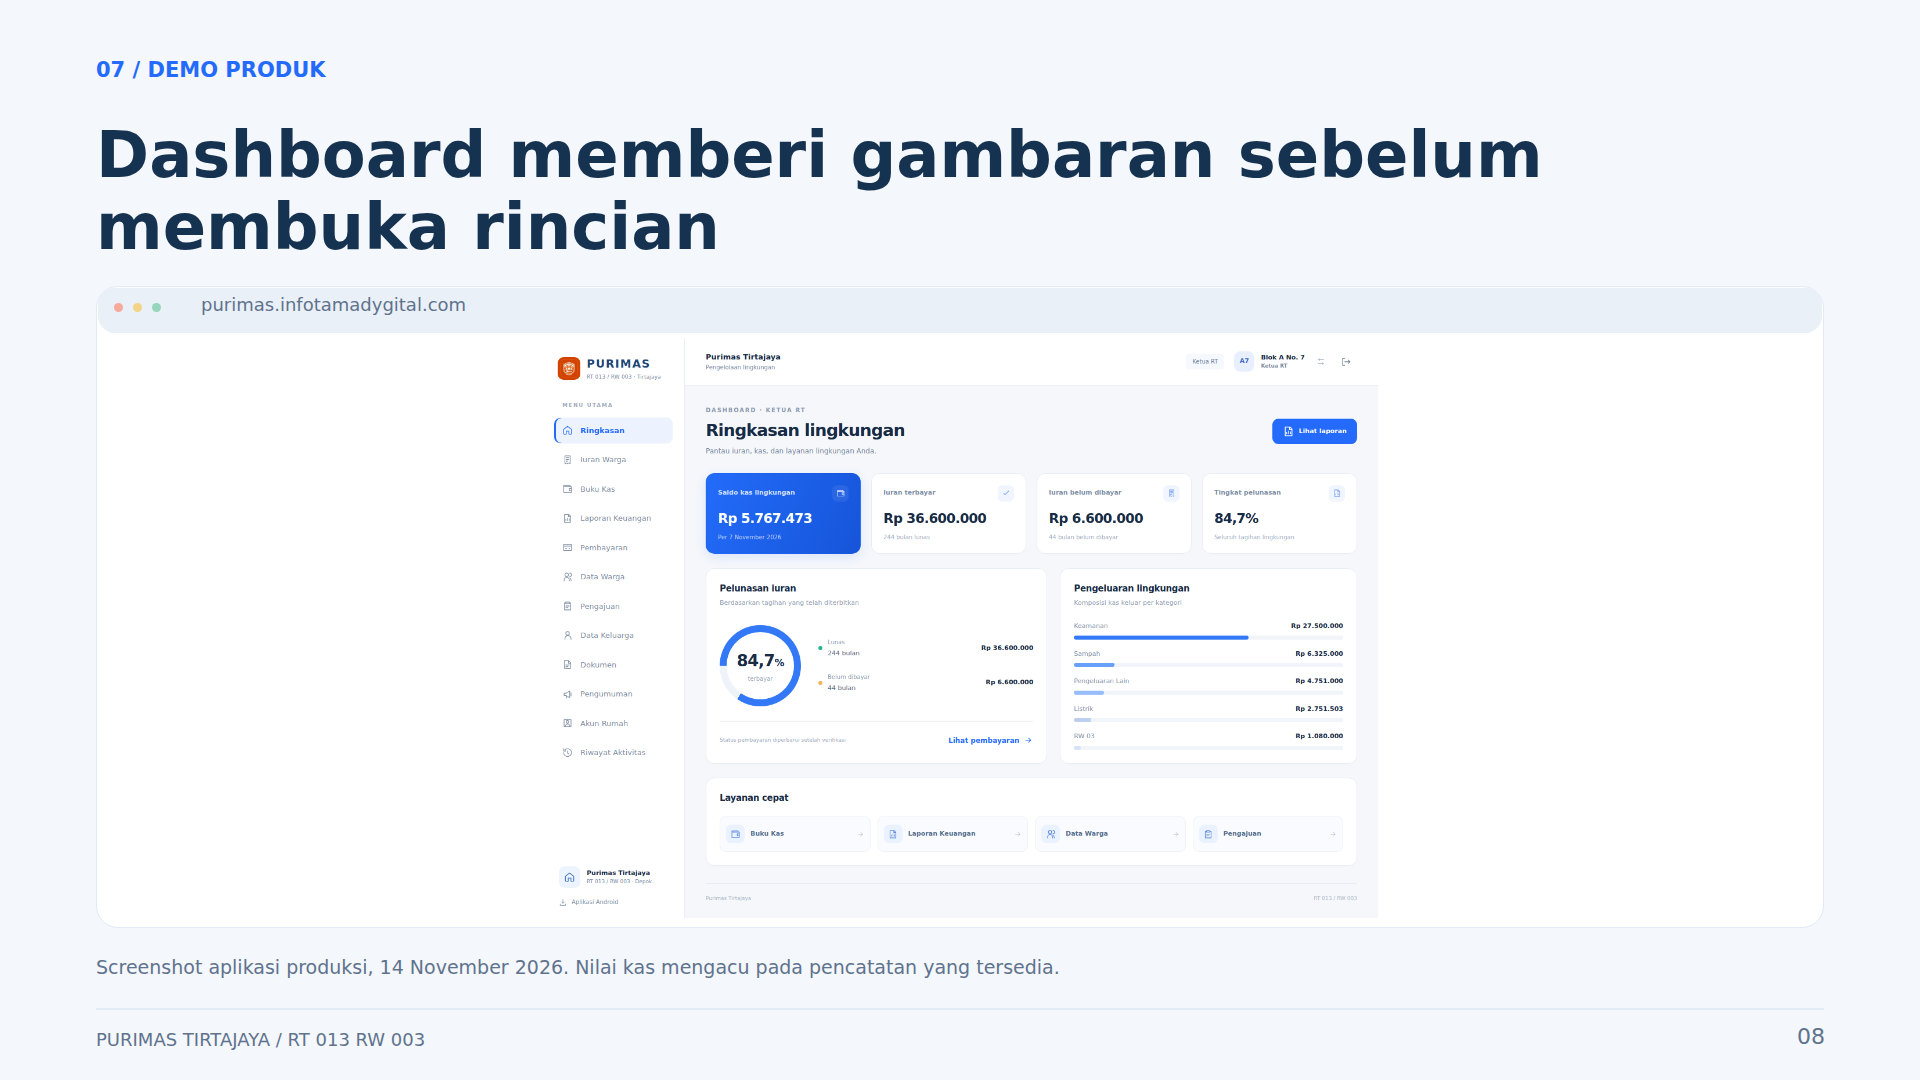 07 / DEMO PRODUK
Dashboard memberi gambaran sebelum
membuka rincian
purimas.infotamadygital.com
PURIMAS
RT 013 / RW 003 · Tirtajaya
MENU UTAMA
Ringkasan
Iuran Warga
Buku Kas
Laporan Keuangan
Pembayaran
Data Warga
Pengajuan
Data Keluarga
Dokumen
Pengumuman
Akun Rumah
Riwayat Aktivitas
Purimas Tirtajaya
RT 013 / RW 003 · Depok
Aplikasi Android
Purimas Tirtajaya
Pengelolaan lingkungan
Ketua RT
A7
Blok A No. 7
Ketua RT
DASHBOARD · KETUA RT
Ringkasan lingkungan
Pantau iuran, kas, dan layanan lingkungan Anda.
Lihat laporan
Saldo kas lingkungan
Rp 5.767.473
Per 7 November 2026
Iuran terbayar
Rp 36.600.000
244 bulan lunas
Iuran belum dibayar
Rp 6.600.000
44 bulan belum dibayar
Tingkat pelunasan
84,7%
Seluruh tagihan lingkungan
Pelunasan iuran
Berdasarkan tagihan yang telah diterbitkan
84,7%
terbayar
Lunas
244 bulan
Rp 36.600.000
Belum dibayar
44 bulan
Rp 6.600.000
Status pembayaran diperbarui setelah verifikasi
Lihat pembayaran
Pengeluaran lingkungan
Komposisi kas keluar per kategori
Keamanan Rp 27.500.000
Sampah Rp 6.325.000
Pengeluaran Lain Rp 4.751.000
Listrik Rp 2.751.503
RW 03 Rp 1.080.000
Layanan cepat
Buku Kas
Laporan Keuangan
Data Warga
Pengajuan
Purimas Tirtajaya
RT 013 / RW 003
Screenshot aplikasi produksi, 14 November 2026. Nilai kas mengacu pada pencatatan yang tersedia.
PURIMAS TIRTAJAYA / RT 013 RW 003
08